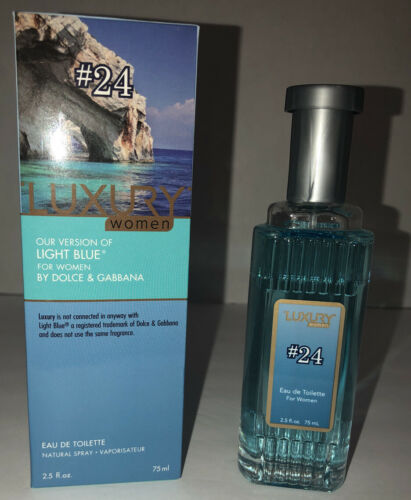 #24
LUXURY
women
OUR VERSION OF
LIGHT BLUE®
FOR WOMEN
BY DOLCE & GABBANA
Luxury is not connected in anyway with
Light Blue® a registered trademark of Dolce & Gabbana
and does not use the same fragrance.
EAU DE TOILETTE
NATURAL SPRAY • VAPORISATEUR
2.5 fl.oz. 75 ml
LUXURY
women
#24
Eau de Toilette
For Women
2.5 fl.oz. 75 mL